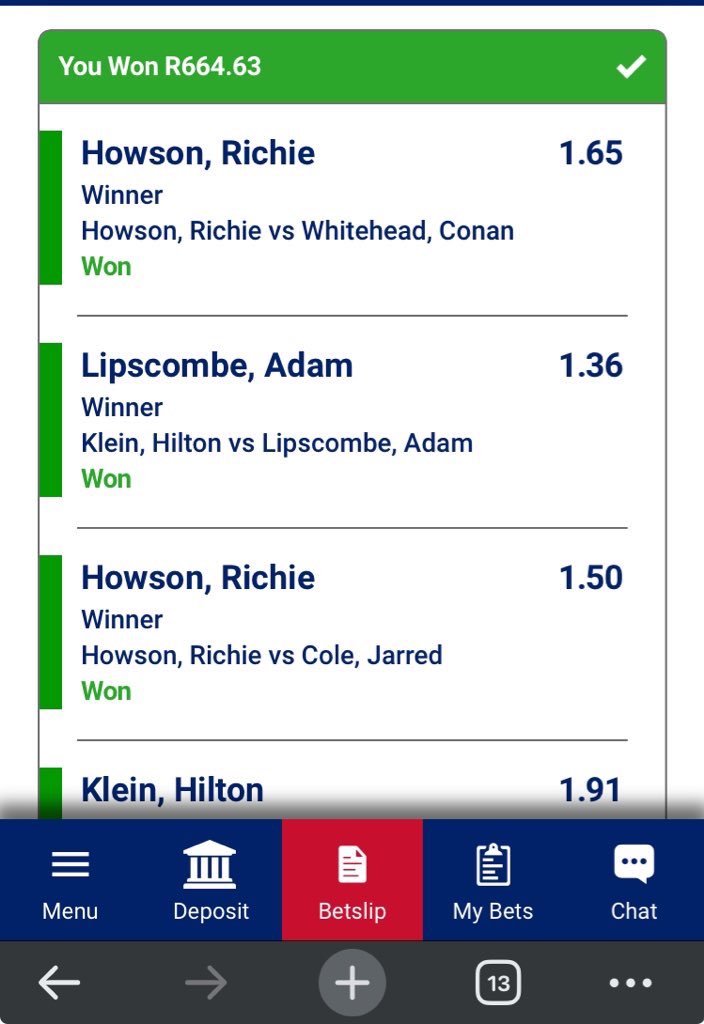 You Won R664.63
Howson, Richie 1.65
Winner
Howson, Richie vs Whitehead, Conan
Won
Lipscombe, Adam 1.36
Winner
Klein, Hilton vs Lipscombe, Adam
Won
Howson, Richie 1.50
Winner
Howson, Richie vs Cole, Jarred
Won
Klein, Hilton 1.91
Menu Deposit Betslip My Bets Chat
13